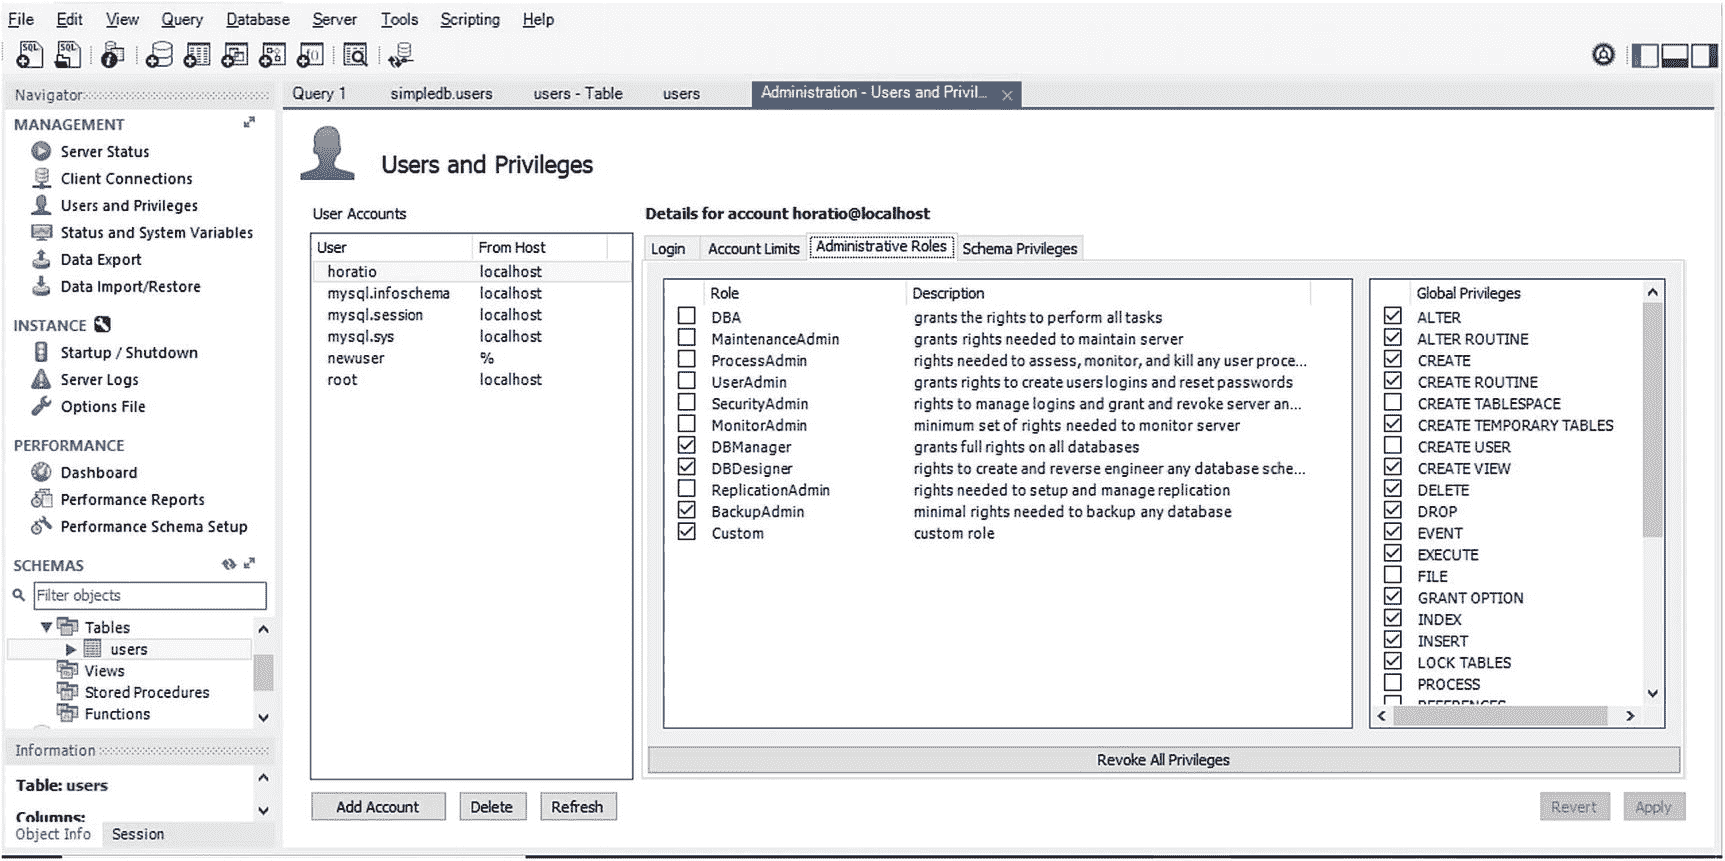 File Edit View Query Database Server Tools Scripting Help
SQL SQL f()
Navigator
MANAGEMENT
Server Status
Client Connections
Users and Privileges
Status and System Variables
Data Export
Data Import/Restore
INSTANCE
Startup / Shutdown
Server Logs
Options File
PERFORMANCE
Dashboard
Performance Reports
Performance Schema Setup
SCHEMAS
Filter objects
Tables
users
Views
Stored Procedures
Functions
Information
Table: users
Columns:
Object Info Session
Query 1 simpledb.users users - Table users Administration - Users and Privil...
Users and Privileges
User Accounts
User From Host
horatio localhost
mysql.infoschema localhost
mysql.session localhost
mysql.sys localhost
newuser %
root localhost
Add Account Delete Refresh
Details for account horatio@localhost
Login Account Limits Administrative Roles Schema Privileges
Role Description
DBA grants the rights to perform all tasks
MaintenanceAdmin grants rights needed to maintain server
ProcessAdmin rights needed to assess, monitor, and kill any user proce...
UserAdmin grants rights to create users logins and reset passwords
SecurityAdmin rights to manage logins and grant and revoke server an...
MonitorAdmin minimum set of rights needed to monitor server
DBManager grants full rights on all databases
DBDesigner rights to create and reverse engineer any database sche...
ReplicationAdmin rights needed to setup and manage replication
BackupAdmin minimal rights needed to backup any database
Custom custom role
Global Privileges
ALTER
ALTER ROUTINE
CREATE
CREATE ROUTINE
CREATE TABLESPACE
CREATE TEMPORARY TABLES
CREATE USER
CREATE VIEW
DELETE
DROP
EVENT
EXECUTE
FILE
GRANT OPTION
INDEX
INSERT
LOCK TABLES
PROCESS
REFERENCES
Revoke All Privileges
Revert Apply